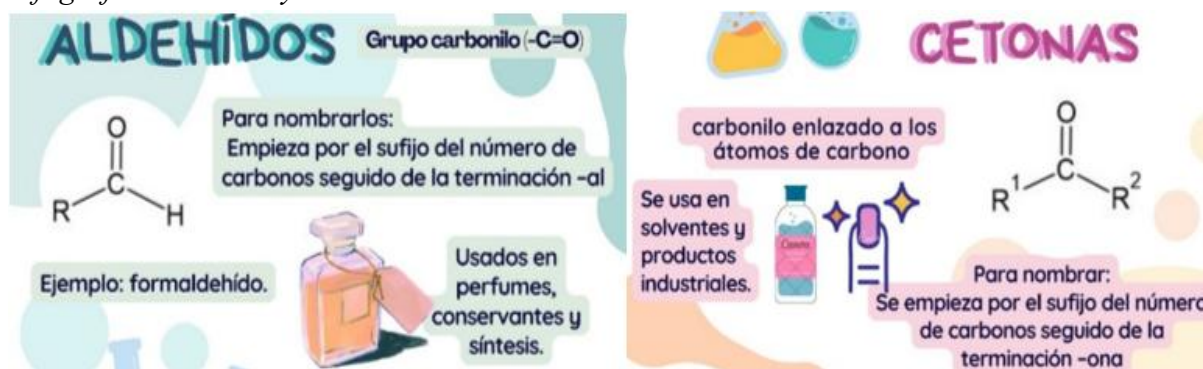 ALDEHÍDOS
Grupo carbonilo (-C=O)
Para nombrarlos:
Empieza por el sufijo del número de
carbonos seguido de la terminación -al
O
C
R
H
Ejemplo: formaldehído.
Usados en
perfumes,
conservantes y
síntesis.
CETONAS
carbonilo enlazado a los
átomos de carbono
O
C
R¹
R²
Se usa en
solventes y
productos
industriales.
Para nombrar:
Se empieza por el sufijo del número
de carbonos seguido de la
terminación -ona